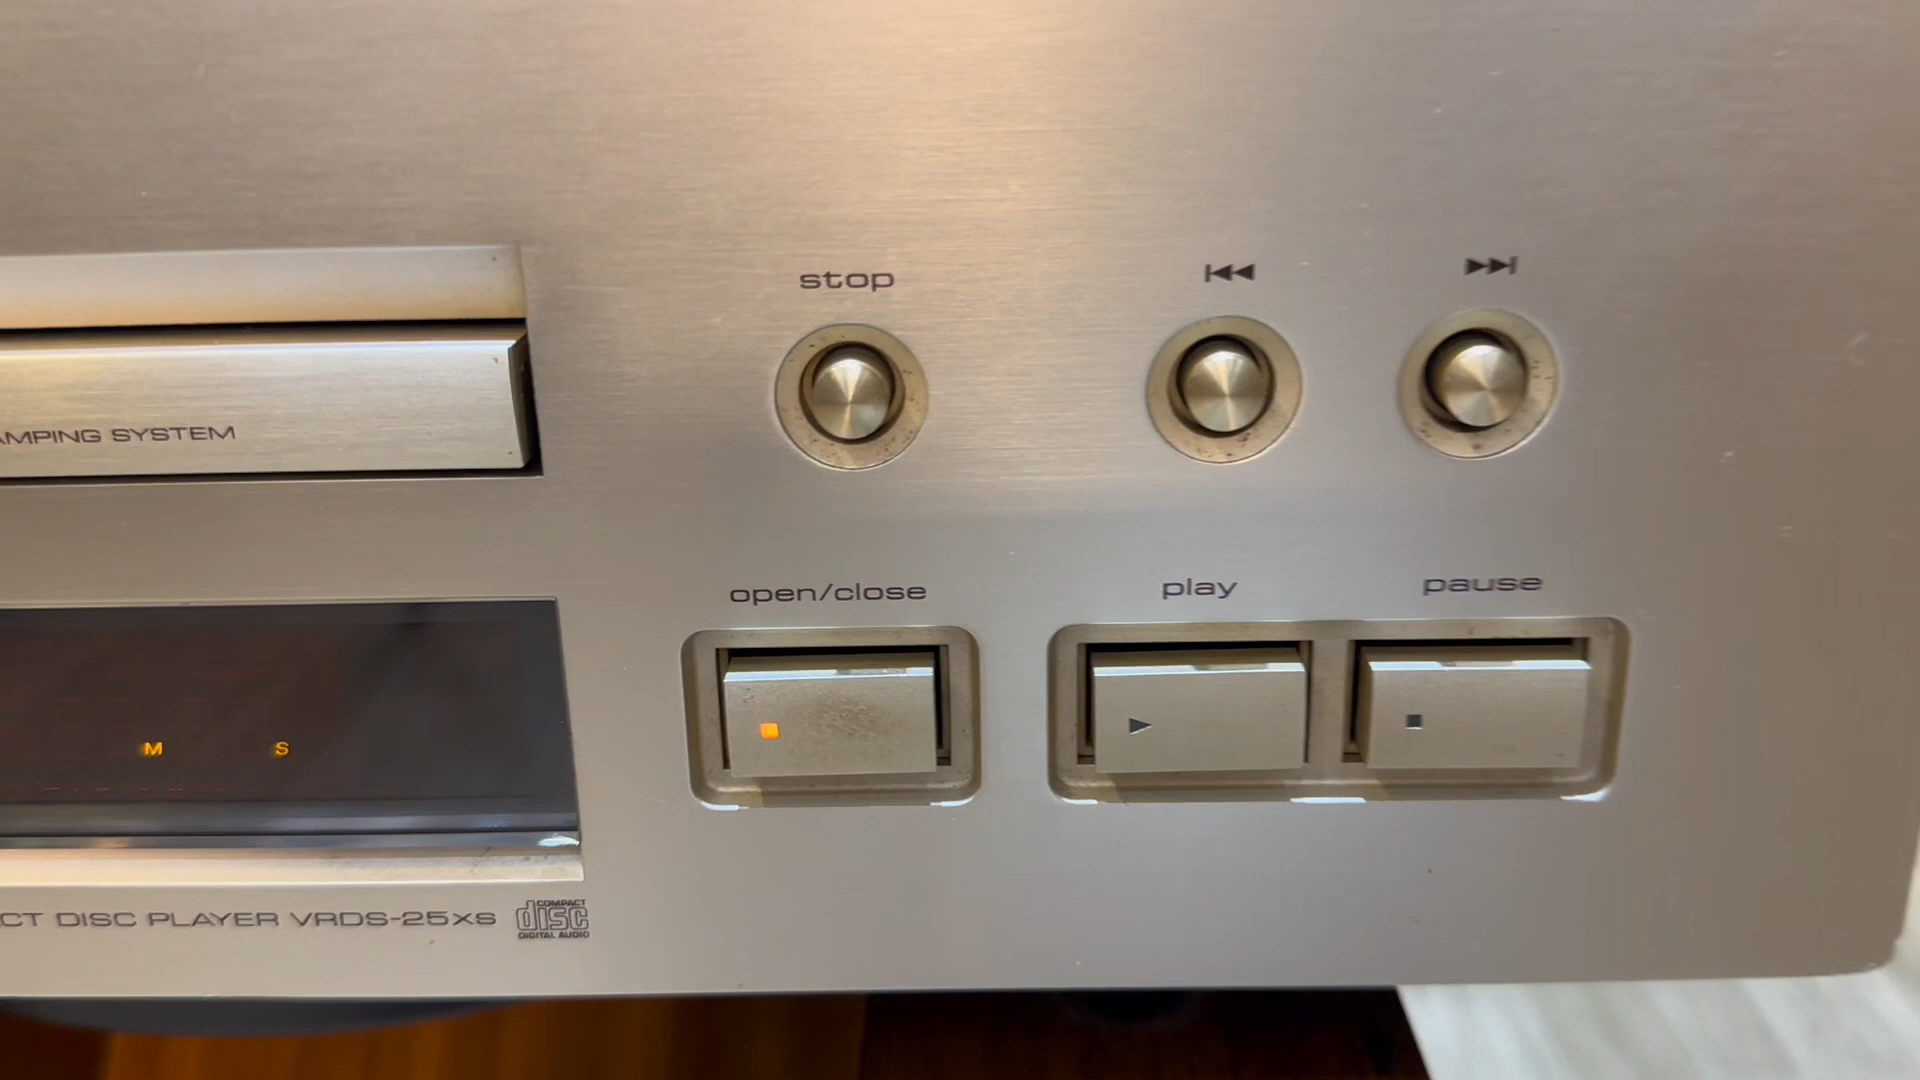 stop
AMPING SYSTEM
open/close
play
pause
M S
CT DISC PLAYER VRDS-25XS
COMPACT
disc
DIGITAL AUDIO